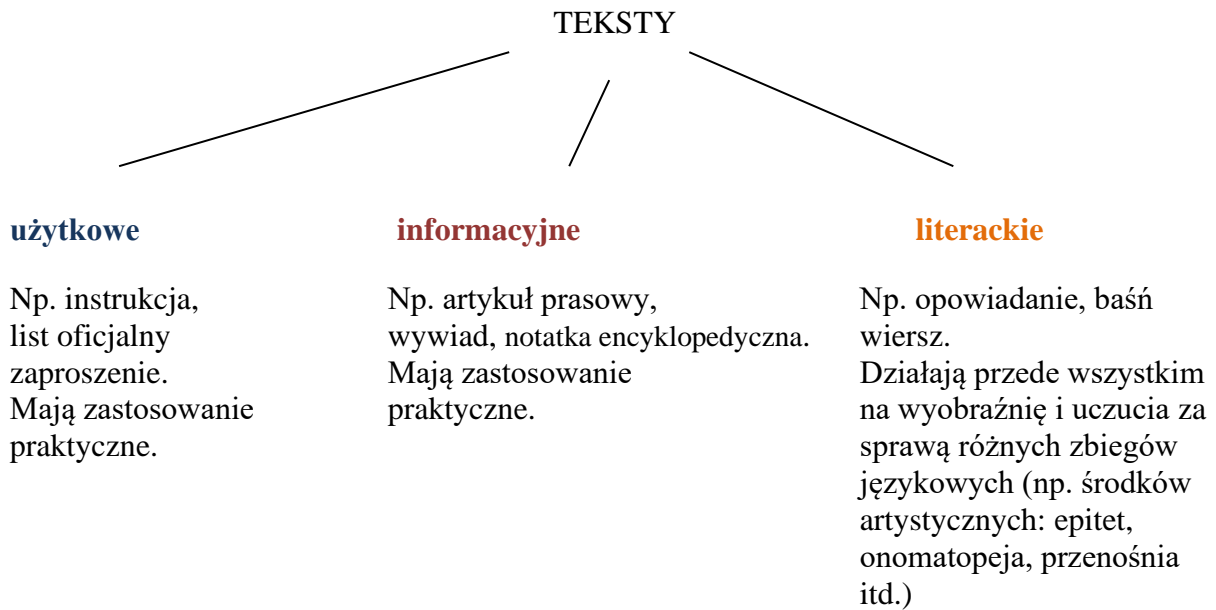 TEKSTY
użytkowe
Np. instrukcja,
list oficjalny
zaproszenie.
Mają zastosowanie
praktyczne.
informacyjne
Np. artykuł prasowy,
wywiad, notatka encyklopedyczna.
Mają zastosowanie
praktyczne.
literackie
Np. opowiadanie, baśń
wiersz.
Działają przede wszystkim
na wyobraźnię i uczucia za
sprawą różnych zbiegów
językowych (np. środków
artystycznych: epitet,
onomatopeja, przenośnia
itd.)